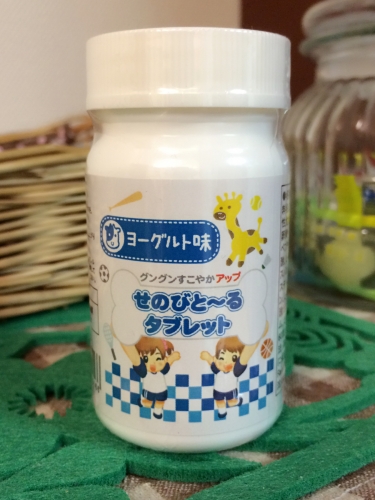 ヨーグルト味
グングンすこやかアップ
せのびと〜る
タブレット